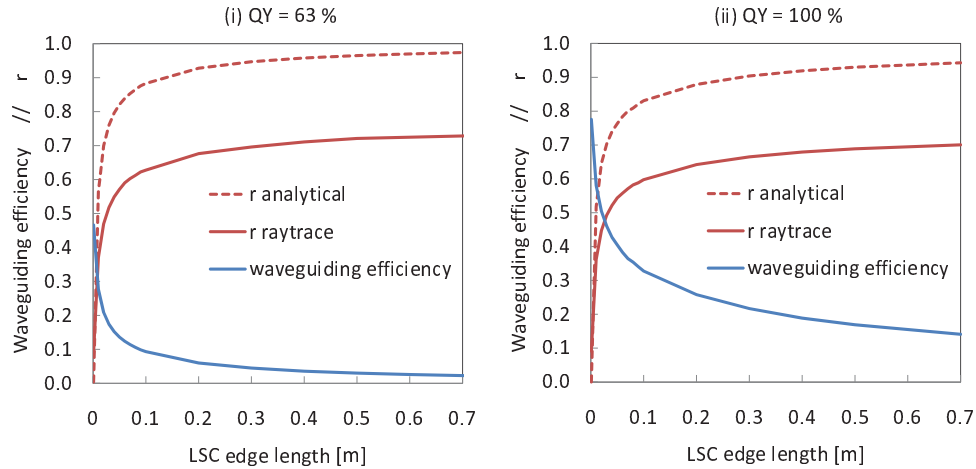 (i) QY = 63 %
Waveguiding efficiency // r
1.0
0.9
0.8
0.7
0.6
0.5
0.4
0.3
0.2
0.1
0.0
r analytical
r raytrace
waveguiding efficiency
0 0.1 0.2 0.3 0.4 0.5 0.6 0.7
LSC edge length [m]
(ii) QY = 100 %
Waveguiding efficiency // r
1.0
0.9
0.8
0.7
0.6
0.5
0.4
0.3
0.2
0.1
0.0
r analytical
r raytrace
waveguiding efficiency
0 0.1 0.2 0.3 0.4 0.5 0.6 0.7
LSC edge length [m]